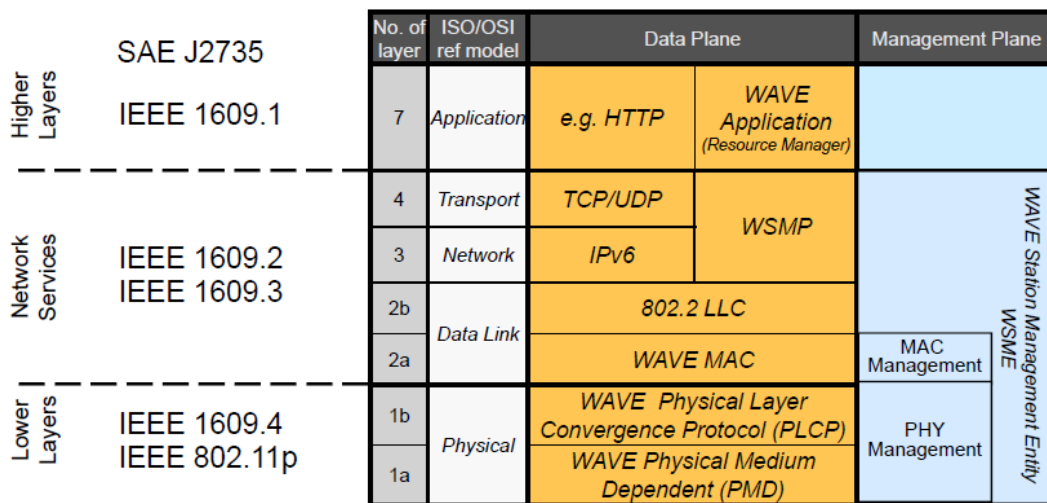 SAE J2735
IEEE 1609.1
Higher
Layers
IEEE 1609.2
IEEE 1609.3
Network
Services
IEEE 1609.4
IEEE 802.11p
Lower
Layers
No. of
layer
ISO/OSI
ref model
Data Plane
Management Plane
7
Application
e.g. HTTP
WAVE
Application
(Resource Manager)
4
Transport
TCP/UDP
WSMP
3
Network
IPv6
2b
Data Link
802.2 LLC
2a
WAVE MAC
MAC
Management
1b
Physical
WAVE Physical Layer
Convergence Protocol (PLCP)
PHY
Management
1a
WAVE Physical Medium
Dependent (PMD)
WAVE Station Management Entity
WSME